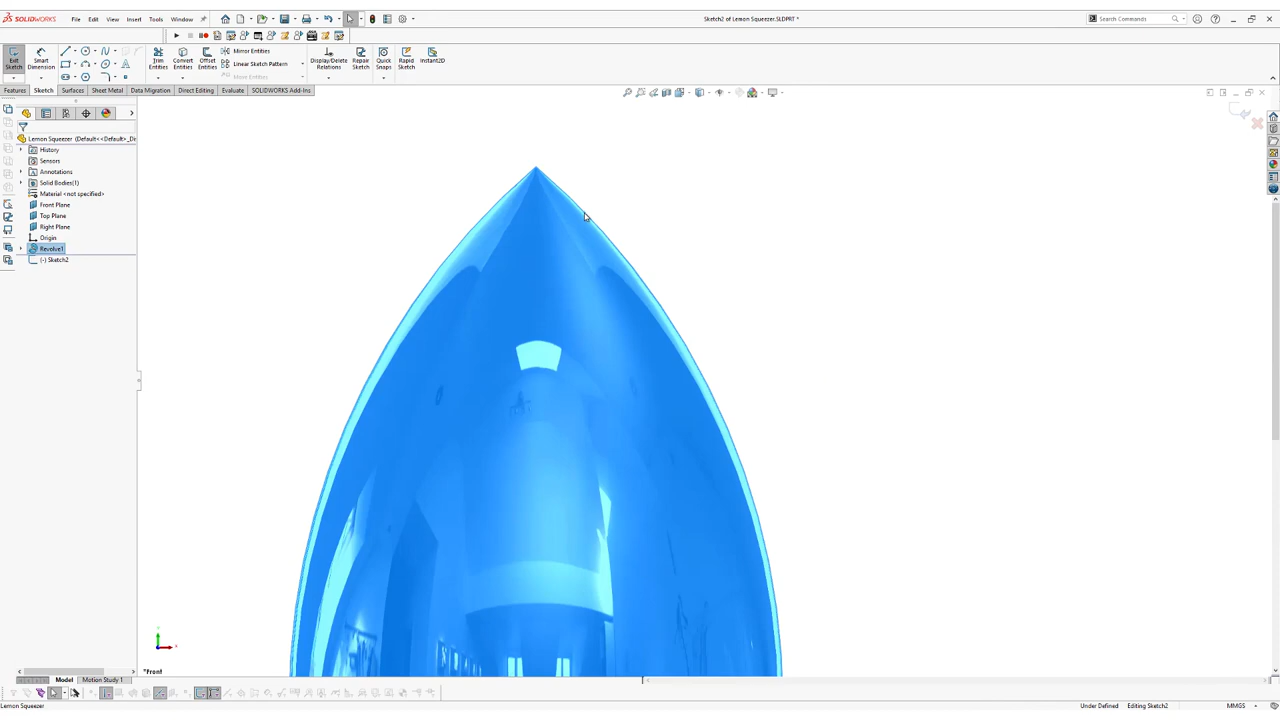 SOLIDWORKS
File
Edit
View
Insert
Tools
Window
Sketch2 of Lemon Squeezer.SLDPRT *
Search Commands
Exit Sketch
Smart Dimension
Trim Entities
Convert Entities
Offset Entities
Mirror Entities
Linear Sketch Pattern
Move Entities
Display/Delete Relations
Repair Sketch
Quick Snaps
Rapid Sketch
Instant2D
Features
Sketch
Surfaces
Sheet Metal
Data Migration
Direct Editing
Evaluate
SOLIDWORKS Add-Ins
Lemon Squeezer (Default<<Default>_Di
History
Sensors
Annotations
Solid Bodies(1)
Material <not specified>
Front Plane
Top Plane
Right Plane
Origin
Revolve1
(-) Sketch2
*Front
Model
Motion Study 1
Lemon Squeezer
Under Defined
Editing Sketch2
MMGS